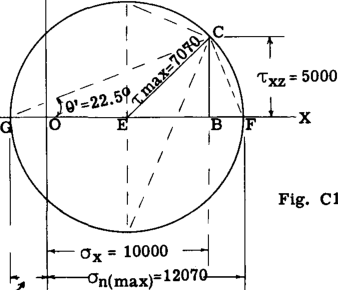 C
τmax=7070
τxz = 5000
θ'=22.5°
G O E B F X
Fig. C1
σx = 10000
σn(max)=12070